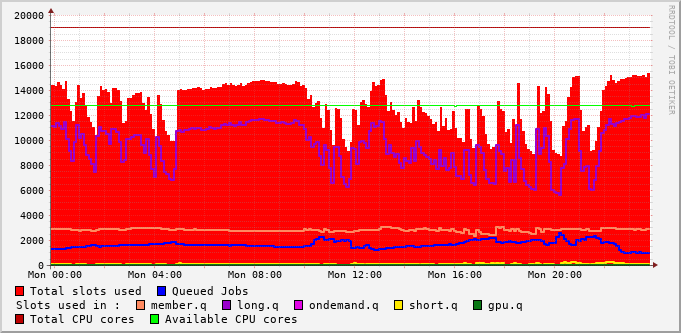 20000
18000
16000
14000
12000
10000
8000
6000
4000
2000
0
Mon 00:00 Mon 04:00 Mon 08:00 Mon 12:00 Mon 16:00 Mon 20:00
RRDTOOL / TOBI OETIKER
Total slots used Queued Jobs
Slots used in : member.q long.q ondemand.q short.q gpu.q
Total CPU cores Available CPU cores